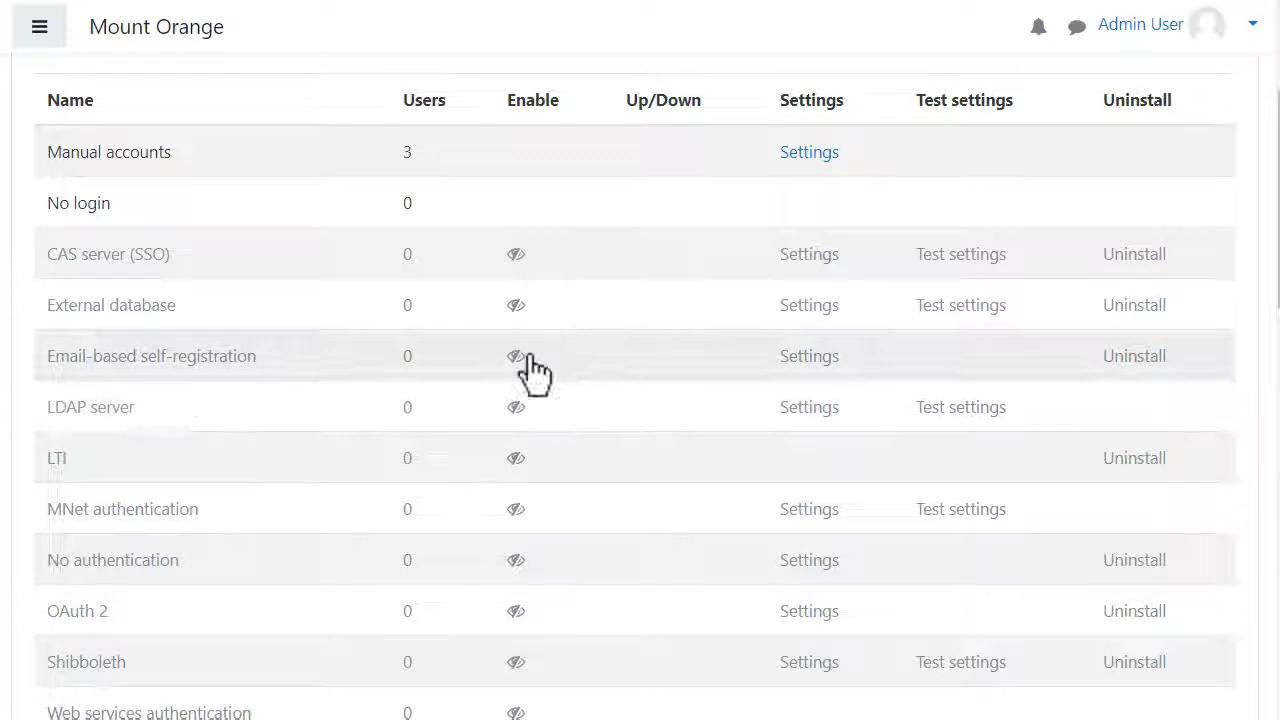 Mount Orange
Admin User
Name Users Enable Up/Down Settings Test settings Uninstall
Manual accounts 3 Settings
No login 0
CAS server (SSO) 0 Settings Test settings Uninstall
External database 0 Settings Test settings Uninstall
Email-based self-registration 0 Settings Uninstall
LDAP server 0 Settings Test settings
LTI 0 Uninstall
MNet authentication 0 Settings Test settings
No authentication 0 Settings Uninstall
OAuth 2 0 Settings Uninstall
Shibboleth 0 Settings Test settings Uninstall
Web services authentication 0